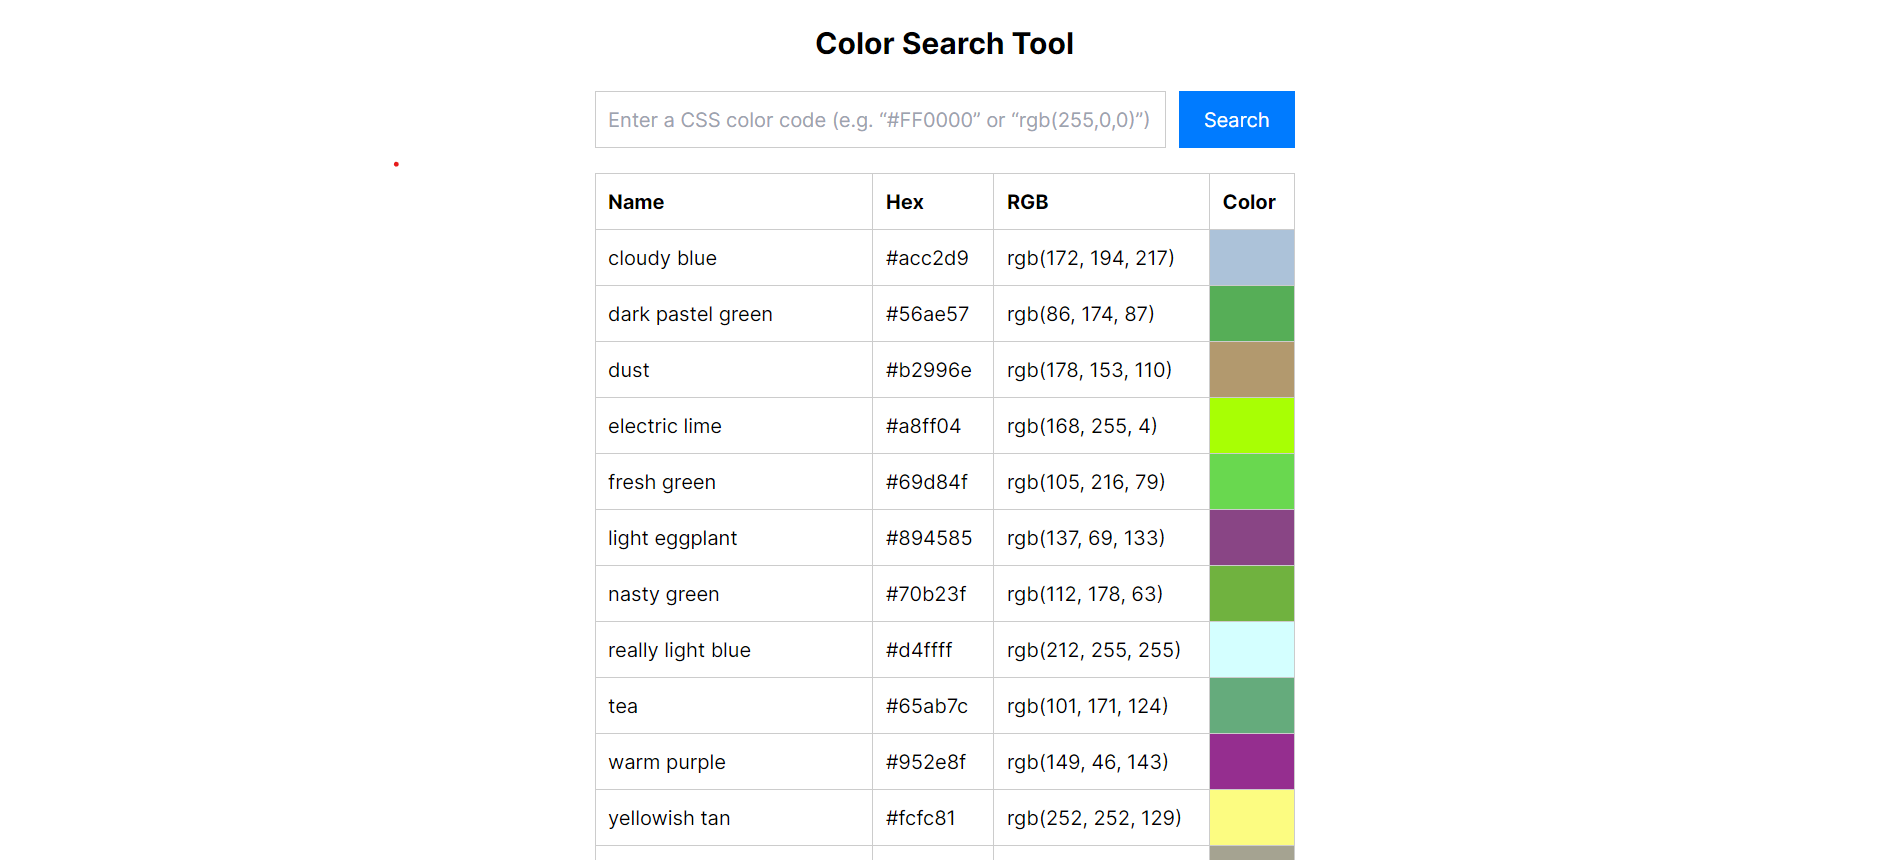 Color Search Tool
Enter a CSS color code (e.g. “#FF0000” or “rgb(255,0,0)”) Search
Name Hex RGB Color
cloudy blue #acc2d9 rgb(172, 194, 217)
dark pastel green #56ae57 rgb(86, 174, 87)
dust #b2996e rgb(178, 153, 110)
electric lime #a8ff04 rgb(168, 255, 4)
fresh green #69d84f rgb(105, 216, 79)
light eggplant #894585 rgb(137, 69, 133)
nasty green #70b23f rgb(112, 178, 63)
really light blue #d4ffff rgb(212, 255, 255)
tea #65ab7c rgb(101, 171, 124)
warm purple #952e8f rgb(149, 46, 143)
yellowish tan #fcfc81 rgb(252, 252, 129)